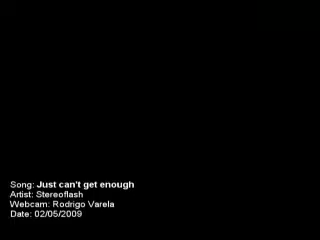 Song: Just can't get enough
Artist: Stereoflash
Webcam: Rodrigo Varela
Date: 02/05/2009